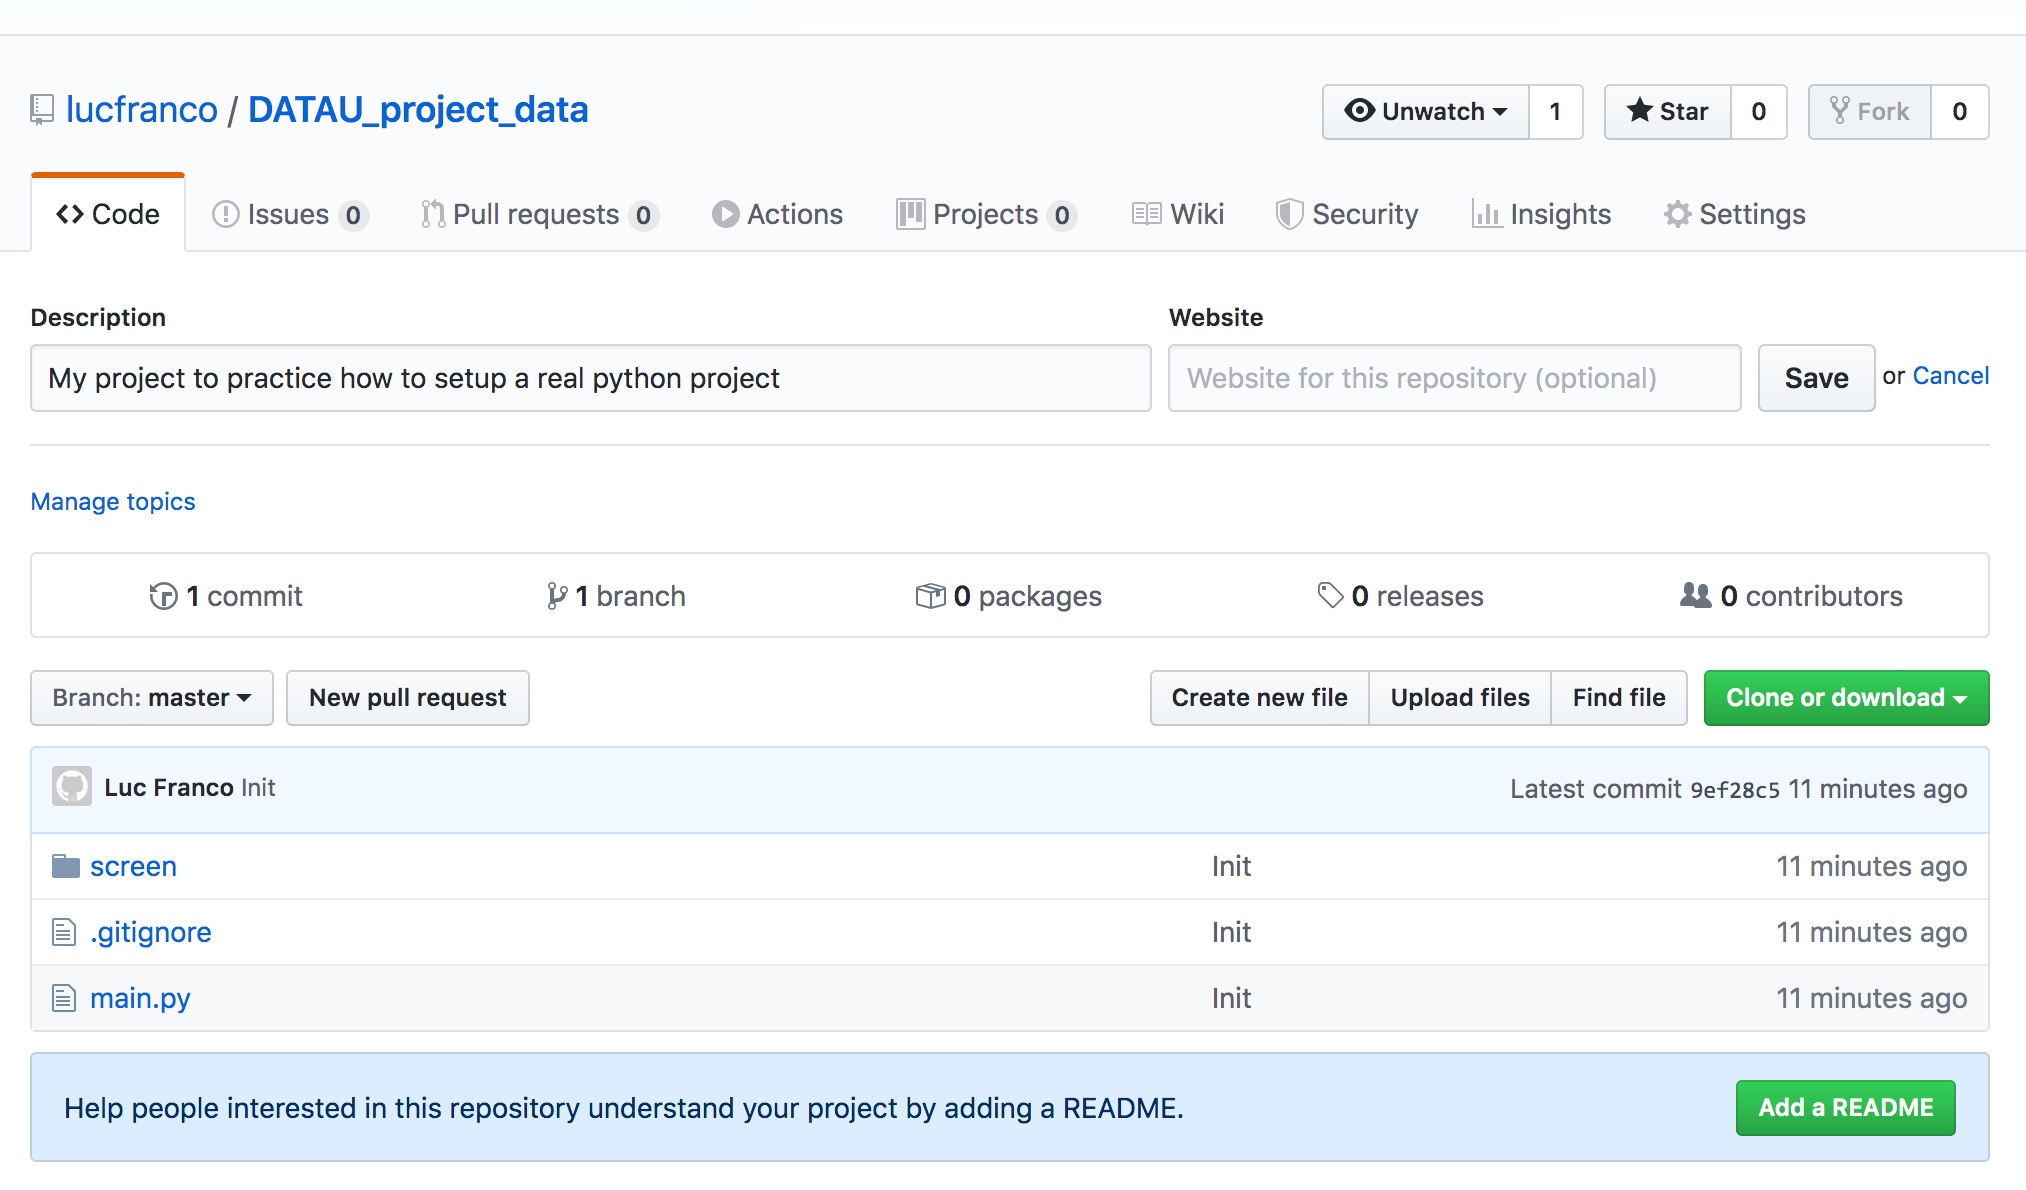 lucfranco / DATAU_project_data Unwatch 1 Star 0 Fork 0
Code Issues 0 Pull requests 0 Actions Projects 0 Wiki Security Insights Settings
Description Website
My project to practice how to setup a real python project Website for this repository (optional) Save or Cancel
Manage topics
1 commit 1 branch 0 packages 0 releases 0 contributors
Branch: master New pull request Create new file Upload files Find file Clone or download
Luc Franco Init Latest commit 9ef28c5 11 minutes ago
screen Init 11 minutes ago
.gitignore Init 11 minutes ago
main.py Init 11 minutes ago
Help people interested in this repository understand your project by adding a README. Add a README